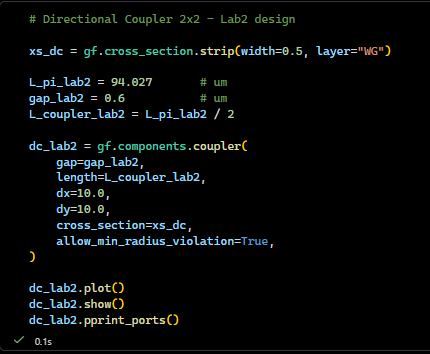 # Directional Coupler 2x2 – Lab2 design
xs_dc = gf.cross_section.strip(width=0.5, layer="WG")
L_pi_lab2 = 94.027       # um
gap_lab2 = 0.6           # um
L_coupler_lab2 = L_pi_lab2 / 2
dc_lab2 = gf.components.coupler(
    gap=gap_lab2,
    length=L_coupler_lab2,
    dx=10.0,
    dy=10.0,
    cross_section=xs_dc,
    allow_min_radius_violation=True,
)
dc_lab2.plot()
dc_lab2.show()
dc_lab2.pprint_ports()
✓ 0.1s